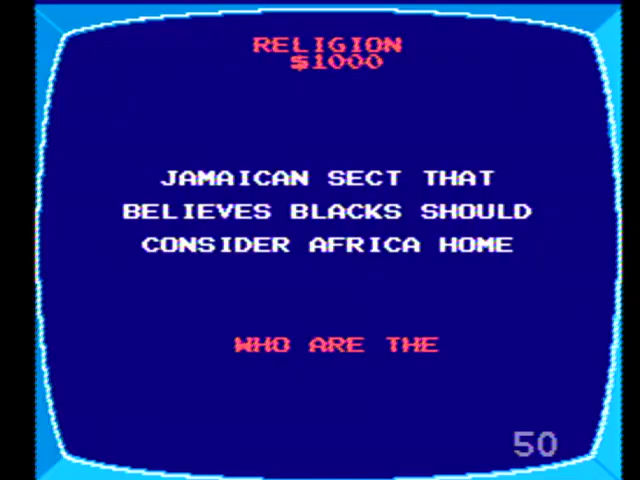 RELIGION
$1000
JAMAICAN SECT THAT
BELIEVES BLACKS SHOULD
CONSIDER AFRICA HOME
WHO ARE THE
50